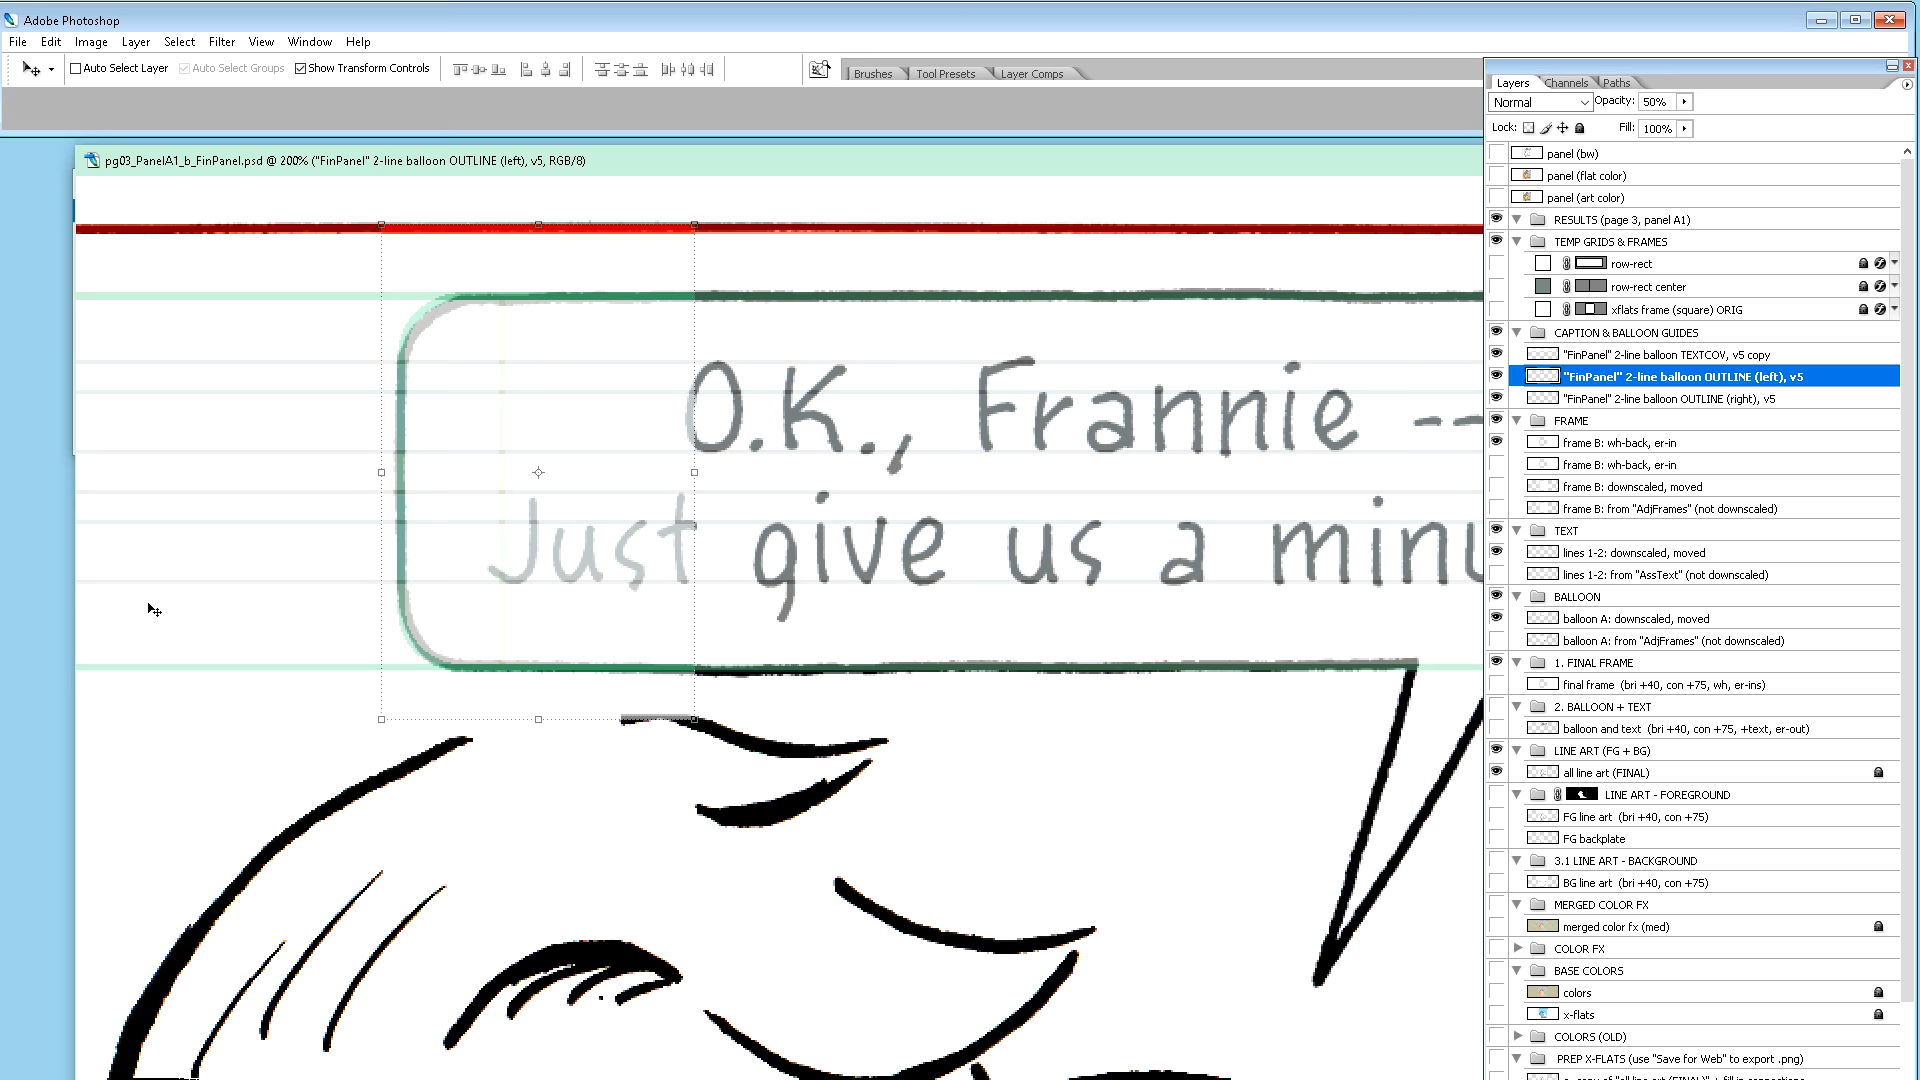 Adobe Photoshop
File Edit Image Layer Select Filter View Window Help
Auto Select Layer Auto Select Groups Show Transform Controls
Brushes Tool Presets Layer Comps
pg03_PanelA1_b_FinPanel.psd @ 200% ("FinPanel" 2-line balloon OUTLINE (left), v5, RGB/8)
O.K., Frannie --
Just give us a minu
Layers Channels Paths
Normal Opacity: 50%
Lock: Fill: 100%
panel (bw)
panel (flat color)
panel (art color)
RESULTS (page 3, panel A1)
TEMP GRIDS & FRAMES
row-rect
row-rect center
xflats frame (square) ORIG
CAPTION & BALLOON GUIDES
"FinPanel" 2-line balloon TEXTCOV, v5 copy
"FinPanel" 2-line balloon OUTLINE (left), v5
"FinPanel" 2-line balloon OUTLINE (right), v5
FRAME
frame B: wh-back, er-in
frame B: wh-back, er-in
frame B: downscaled, moved
frame B: from "AdjFrames" (not downscaled)
TEXT
lines 1-2: downscaled, moved
lines 1-2: from "AssText" (not downscaled)
BALLOON
balloon A: downscaled, moved
balloon A: from "AdjFrames" (not downscaled)
1. FINAL FRAME
final frame (bri +40, con +75, wh, er-ins)
2. BALLOON + TEXT
balloon and text (bri +40, con +75, +text, er-out)
LINE ART (FG + BG)
all line art (FINAL)
LINE ART - FOREGROUND
FG line art (bri +40, con +75)
FG backplate
3.1 LINE ART - BACKGROUND
BG line art (bri +40, con +75)
MERGED COLOR FX
merged color fx (med)
COLOR FX
BASE COLORS
colors
x-flats
COLORS (OLD)
PREP X-FLATS (use "Save for Web" to export .png)